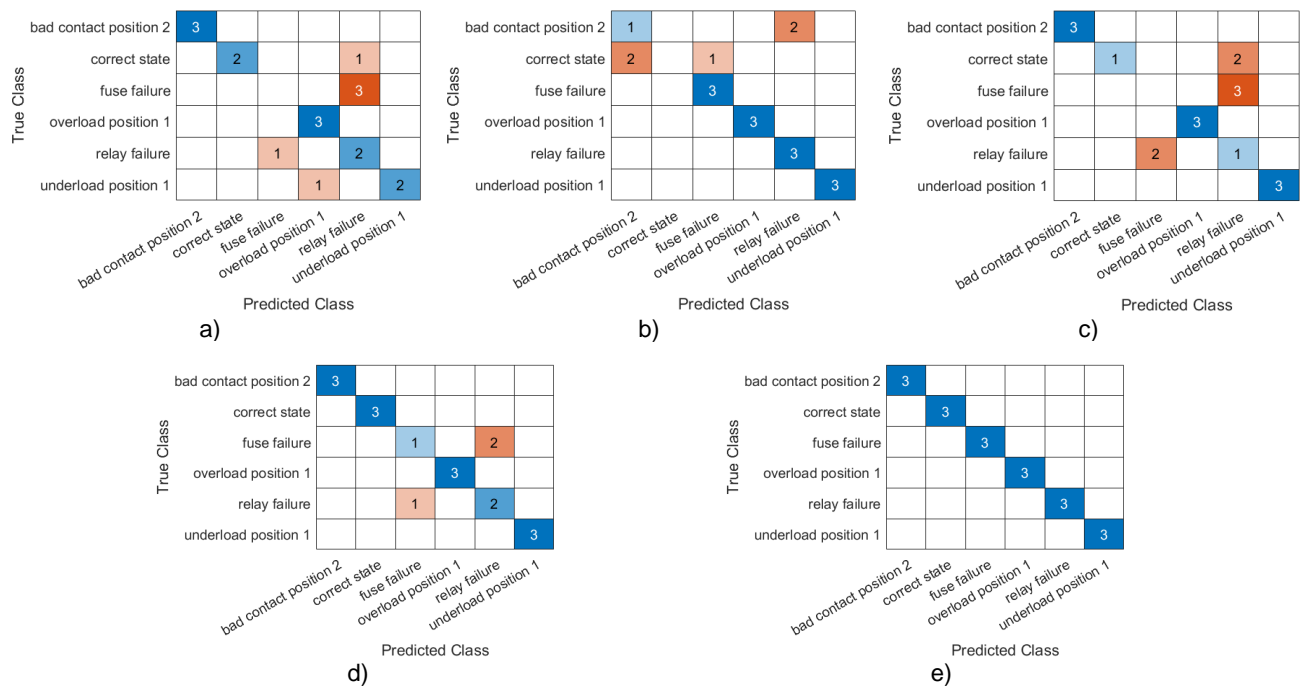 bad contact position 2 3
correct state 2 1
fuse failure 3
overload position 1 3
relay failure 1 2
underload position 1 1 2
True Class
bad contact position 2
correct state
fuse failure
overload position 1
relay failure
underload position 1
Predicted Class
a)
bad contact position 2 1 2
correct state 2 1
fuse failure 3
overload position 1 3
relay failure 3
underload position 1 3
True Class
bad contact position 2
correct state
fuse failure
overload position 1
relay failure
underload position 1
Predicted Class
b)
bad contact position 2 3
correct state 1 2
fuse failure 3
overload position 1 3
relay failure 2 1
underload position 1 3
True Class
bad contact position 2
correct state
fuse failure
overload position 1
relay failure
underload position 1
Predicted Class
c)
bad contact position 2 3
correct state 3
fuse failure 1 2
overload position 1 3
relay failure 1 2
underload position 1 3
True Class
bad contact position 2
correct state
fuse failure
overload position 1
relay failure
underload position 1
Predicted Class
d)
bad contact position 2 3
correct state 3
fuse failure 3
overload position 1 3
relay failure 3
underload position 1 3
True Class
bad contact position 2
correct state
fuse failure
overload position 1
relay failure
underload position 1
Predicted Class
e)